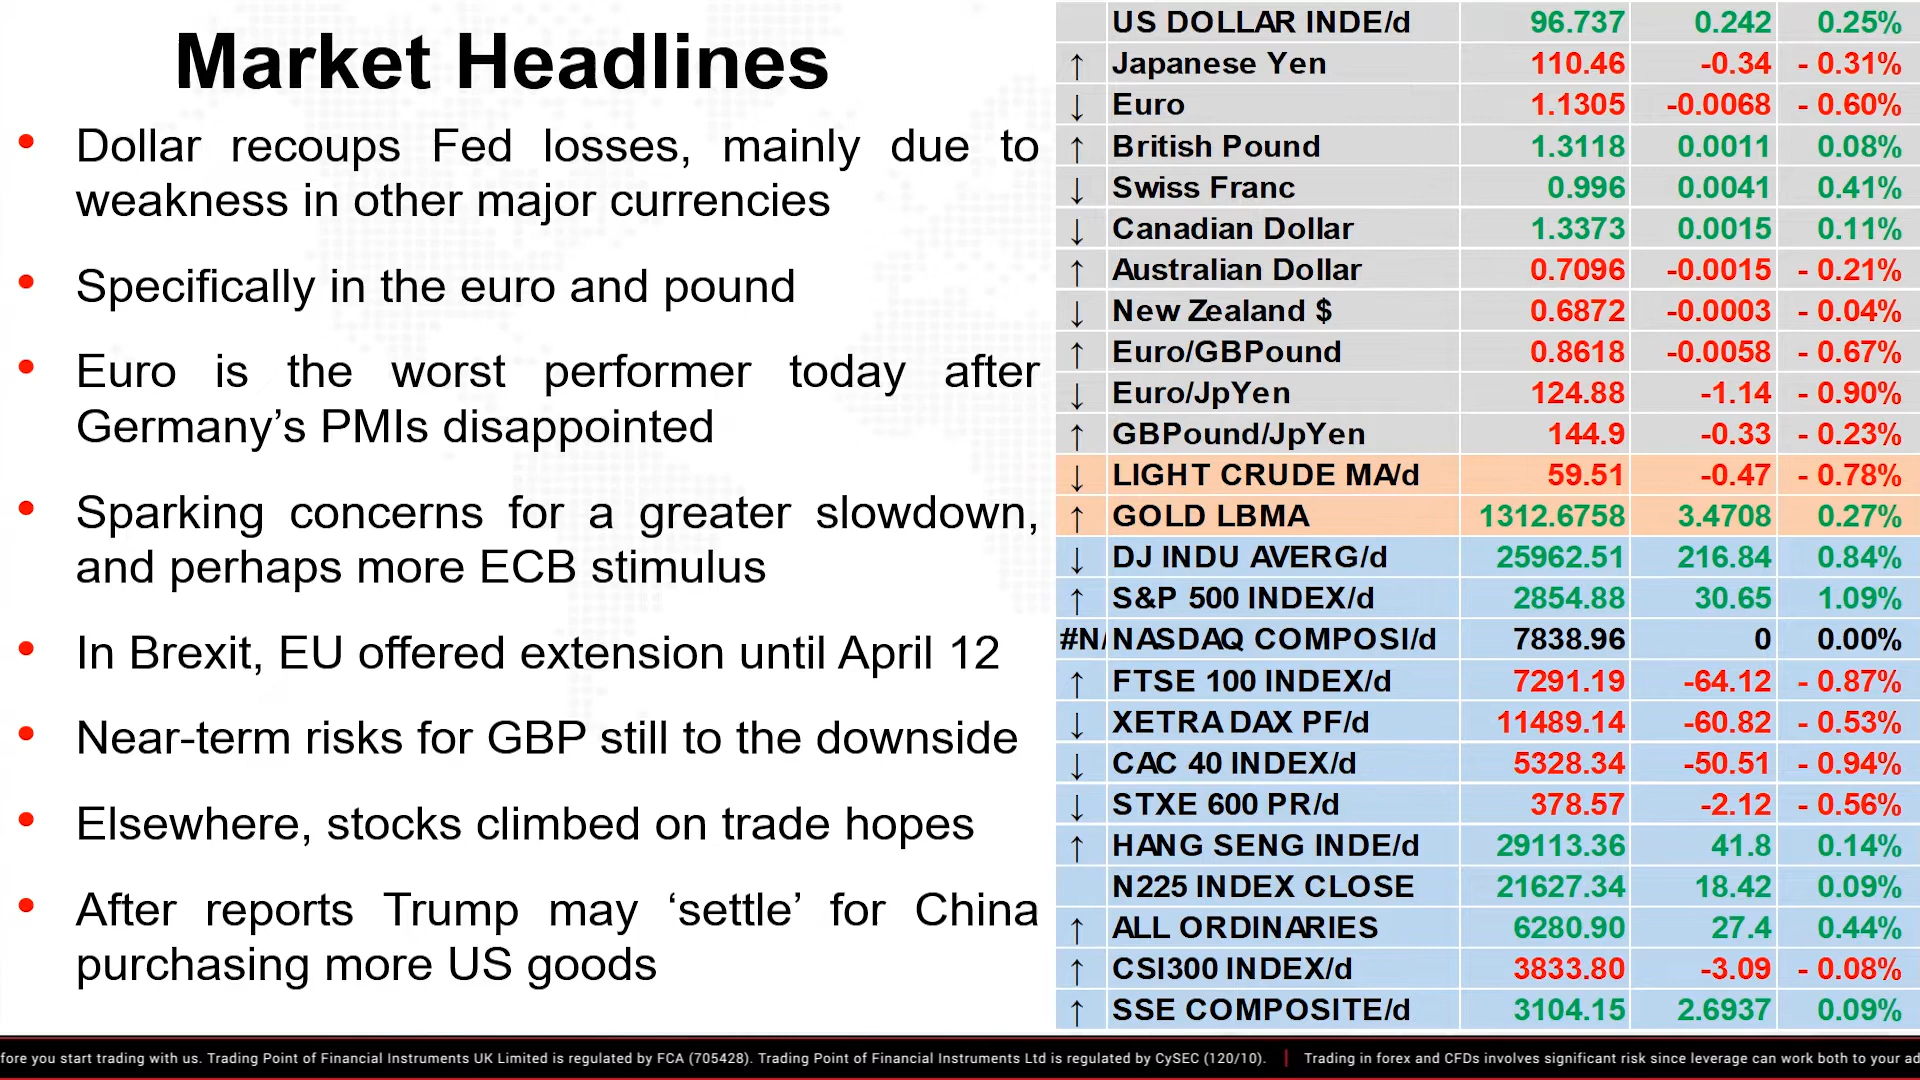 Market Headlines
• Dollar recoups Fed losses, mainly due to
weakness in other major currencies
• Specifically in the euro and pound
• Euro is the worst performer today after
Germany’s PMIs disappointed
• Sparking concerns for a greater slowdown,
and perhaps more ECB stimulus
• In Brexit, EU offered extension until April 12
• Near-term risks for GBP still to the downside
• Elsewhere, stocks climbed on trade hopes
• After reports Trump may ‘settle’ for China
purchasing more US goods
US DOLLAR INDE/d 96.737 0.242 0.25%
↑ Japanese Yen 110.46 -0.34 - 0.31%
↓ Euro 1.1305 -0.0068 - 0.60%
↑ British Pound 1.3118 0.0011 0.08%
↓ Swiss Franc 0.996 0.0041 0.41%
↓ Canadian Dollar 1.3373 0.0015 0.11%
↑ Australian Dollar 0.7096 -0.0015 - 0.21%
↓ New Zealand $ 0.6872 -0.0003 - 0.04%
↑ Euro/GBPound 0.8618 -0.0058 - 0.67%
↓ Euro/JpYen 124.88 -1.14 - 0.90%
↑ GBPound/JpYen 144.9 -0.33 - 0.23%
↓ LIGHT CRUDE MA/d 59.51 -0.47 - 0.78%
↑ GOLD LBMA 1312.6758 3.4708 0.27%
↓ DJ INDU AVERG/d 25962.51 216.84 0.84%
↑ S&P 500 INDEX/d 2854.88 30.65 1.09%
#N/ NASDAQ COMPOSI/d 7838.96 0 0.00%
↑ FTSE 100 INDEX/d 7291.19 -64.12 - 0.87%
↓ XETRA DAX PF/d 11489.14 -60.82 - 0.53%
↓ CAC 40 INDEX/d 5328.34 -50.51 - 0.94%
↓ STXE 600 PR/d 378.57 -2.12 - 0.56%
↑ HANG SENG INDE/d 29113.36 41.8 0.14%
N225 INDEX CLOSE 21627.34 18.42 0.09%
↑ ALL ORDINARIES 6280.90 27.4 0.44%
↑ CSI300 INDEX/d 3833.80 -3.09 - 0.08%
↑ SSE COMPOSITE/d 3104.15 2.6937 0.09%
fore you start trading with us. Trading Point of Financial Instruments UK Limited is regulated by FCA (705428). Trading Point of Financial Instruments Ltd is regulated by CySEC (120/10). | Trading in forex and CFDs involves significant risk since leverage can work both to your ad